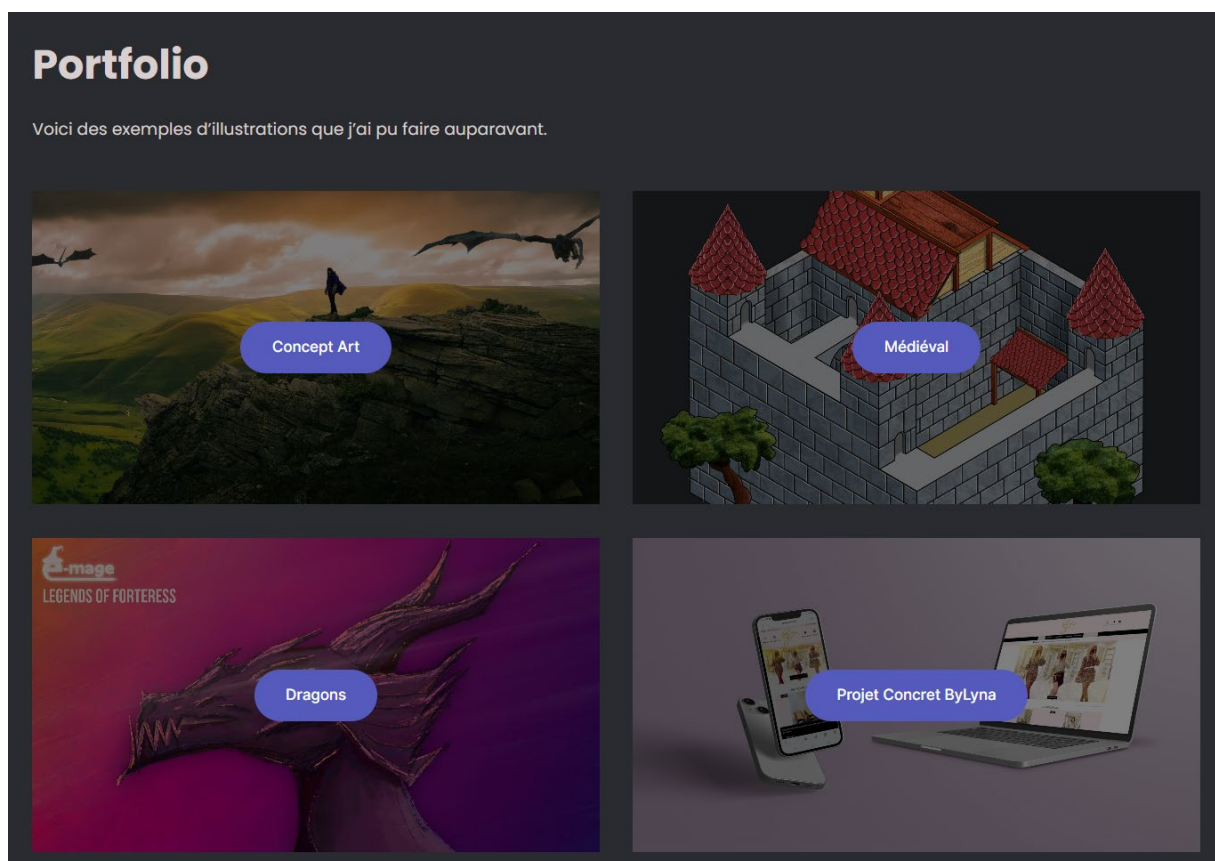 Portfolio
Voici des exemples d’illustrations que j’ai pu faire auparavant.
Concept Art
Médiéval
e-mage
LEGENDS OF FORTERESS
Dragons
Projet Concret ByLyna